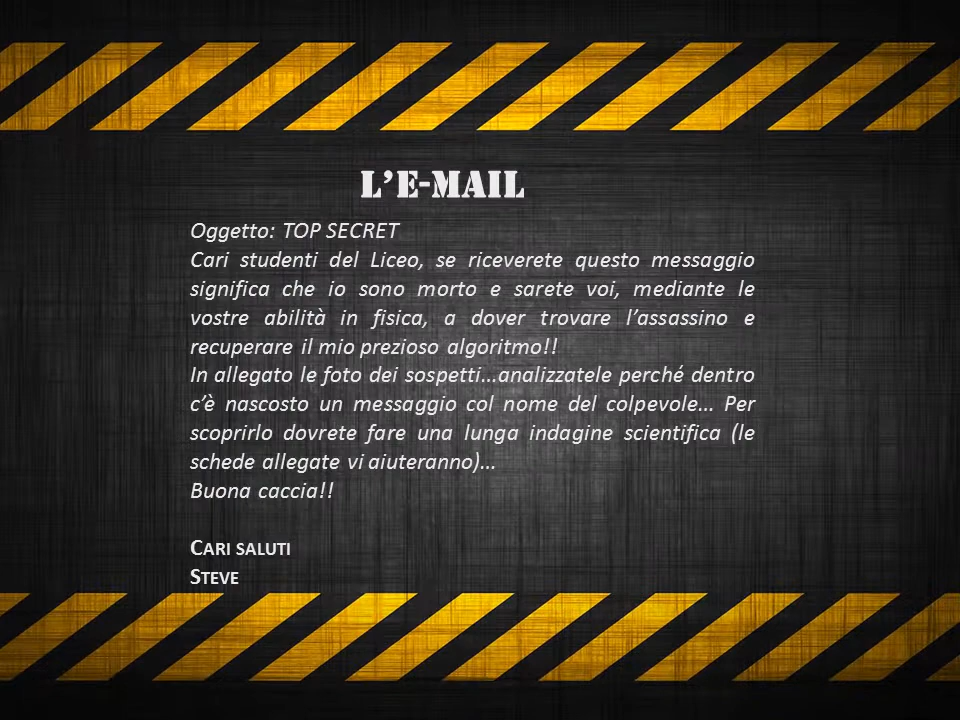 L’E-MAIL
Oggetto: TOP SECRET
Cari studenti del Liceo, se riceverete questo messaggio
significa che io sono morto e sarete voi, mediante le
vostre abilità in fisica, a dover trovare l’assassino e
recuperare il mio prezioso algoritmo!!
In allegato le foto dei sospetti…analizzatele perché dentro
c’è nascosto un messaggio col nome del colpevole… Per
scoprirlo dovrete fare una lunga indagine scientifica (le
schede allegate vi aiuteranno)…
Buona caccia!!
CARI SALUTI
STEVE